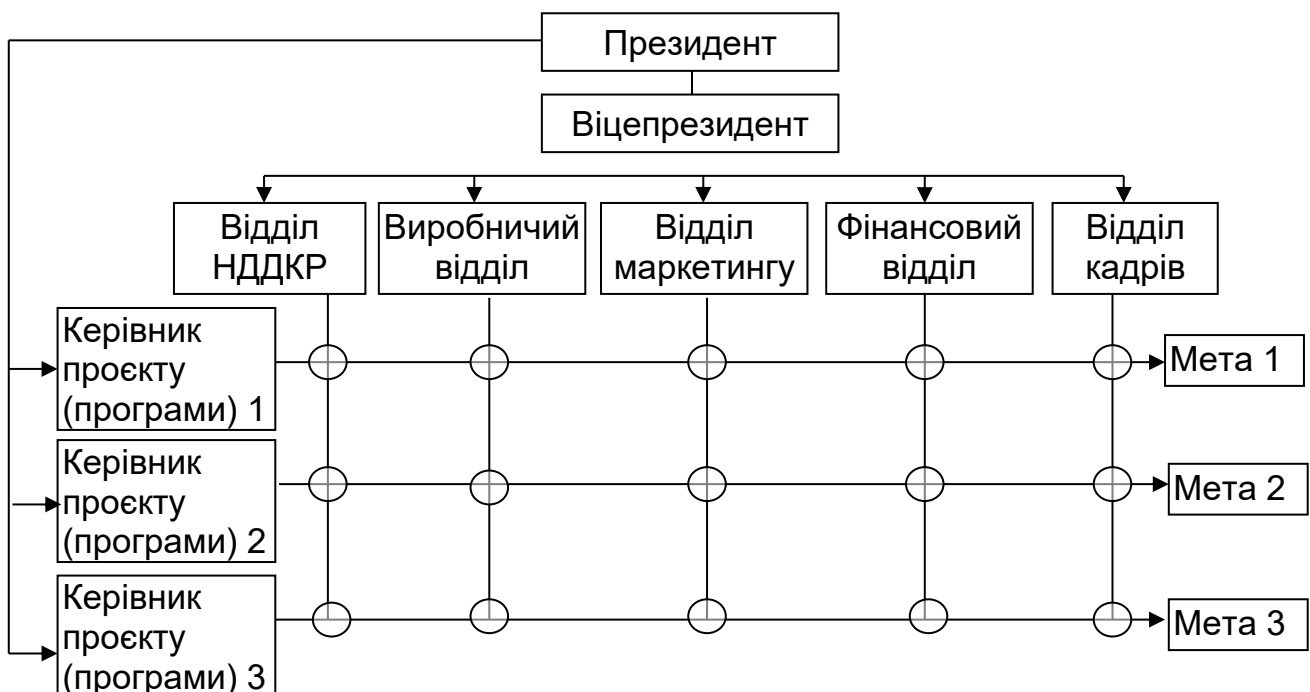 Президент
Віцепрезидент
Відділ
НДДКР
Виробничий
відділ
Відділ
маркетингу
Фінансовий
відділ
Відділ
кадрів
Керівник
проєкту
(програми) 1
Мета 1
Керівник
проєкту
(програми) 2
Мета 2
Керівник
проєкту
(програми) 3
Мета 3